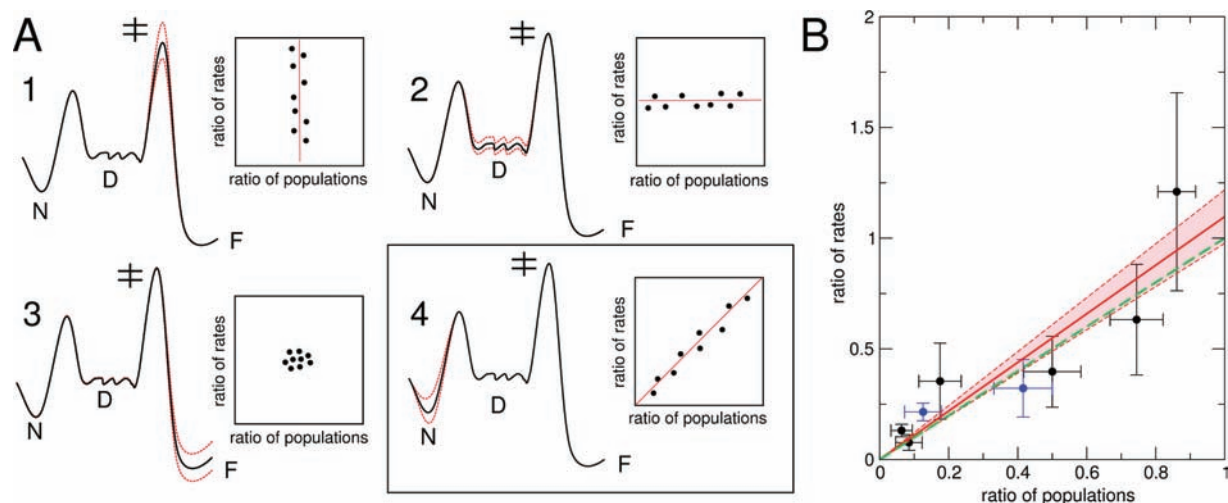 A
1
‡
N
D
F
ratio of rates
ratio of populations
2
‡
N
D
F
ratio of rates
ratio of populations
3
‡
N
D
F
ratio of rates
ratio of populations
4
‡
N
D
F
ratio of rates
ratio of populations
B
2
1.5
1
0.5
0
ratio of rates
0 0.2 0.4 0.6 0.8 1
ratio of populations